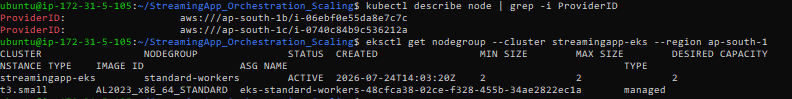 ubuntu@ip-172-31-5-105:~/StreamingApp_Orchestration_Scaling$ kubectl describe node | grep -i ProviderID
ProviderID: aws:///ap-south-1b/i-06ebf0e55da8e7c7c
ProviderID: aws:///ap-south-1c/i-0740c84b9c536212a
ubuntu@ip-172-31-5-105:~/StreamingApp_Orchestration_Scaling$ eksctl get nodegroup --cluster streamingapp-eks --region ap-south-1
CLUSTER NODEGROUP STATUS CREATED MIN SIZE MAX SIZE DESIRED CAPACITY I
NSTANCE TYPE IMAGE ID ASG NAME TYPE
streamingapp-eks standard-workers ACTIVE 2026-07-24T14:03:20Z 2 2 2
t3.small AL2023_x86_64_STANDARD eks-standard-workers-48cfca38-02ce-f328-455b-34ae2822ec1a managed